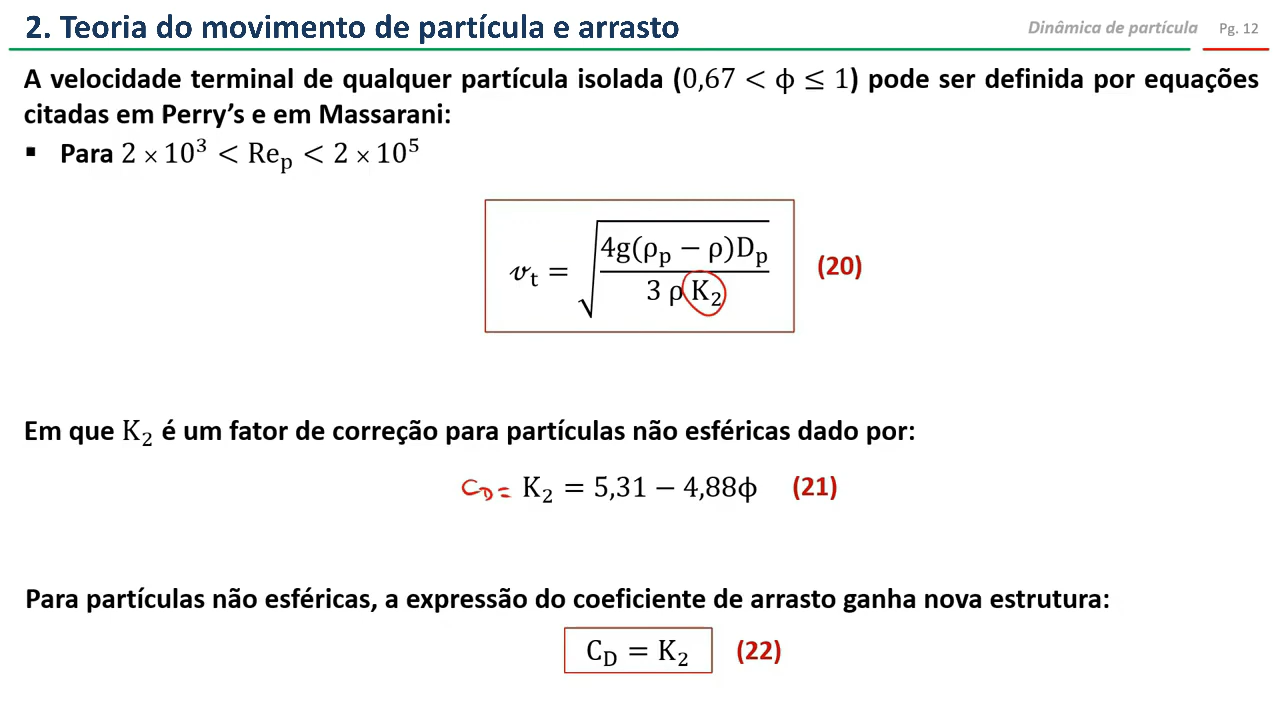 2. Teoria do movimento de partícula e arrasto
Dinâmica de partícula
Pg. 12
A velocidade terminal de qualquer partícula isolada (0,67 < ϕ ≤ 1) pode ser definida por equações
citadas em Perry’s e em Massarani:
▪ Para 2 × 10³ < Reₚ < 2 × 10⁵
𝓋ₜ = √(4g(ρₚ − ρ)Dₚ / 3 ρ K₂) (20)
Em que K₂ é um fator de correção para partículas não esféricas dado por:
C_D = K₂ = 5,31 − 4,88ϕ (21)
Para partículas não esféricas, a expressão do coeficiente de arrasto ganha nova estrutura:
C_D = K₂ (22)